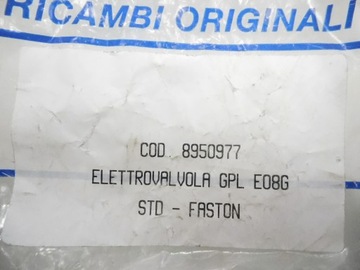 RICAMBI ORIGINALI
COD 8950977
ELETTROVALVOLA GPL E08G
STD - FASTON